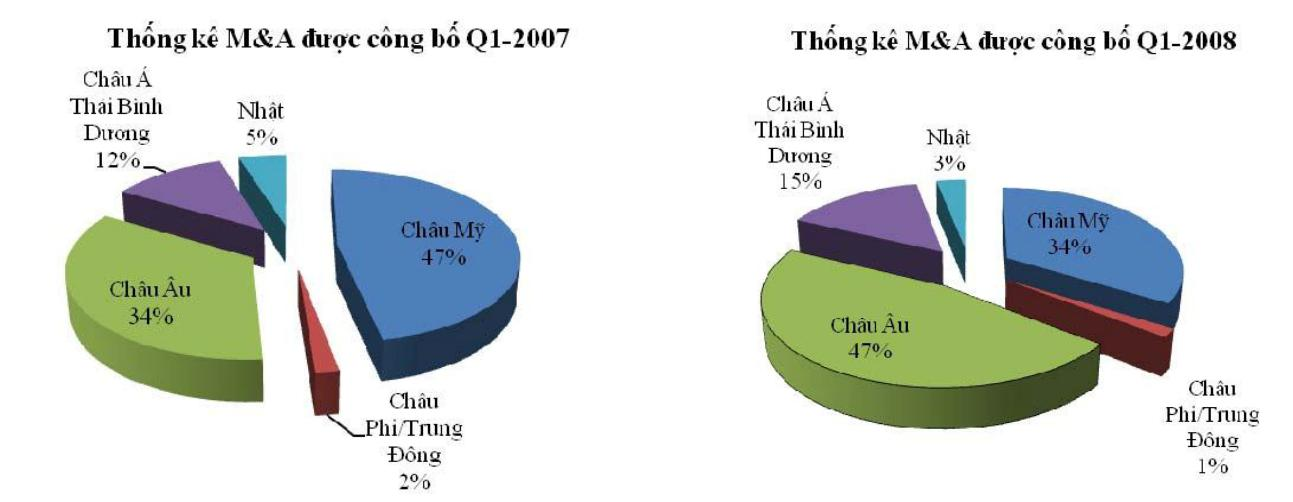 Thống kê M&A được công bố Q1-2007
Châu Á
Thái Bình
Dương
12%
Nhật
5%
Châu Mỹ
47%
Châu Âu
34%
Châu
Phi/Trung
Đông
2%
Thống kê M&A được công bố Q1-2008
Châu Á
Thái Bình
Dương
15%
Nhật
3%
Châu Mỹ
34%
Châu Âu
47%
Châu
Phi/Trung
Đông
1%